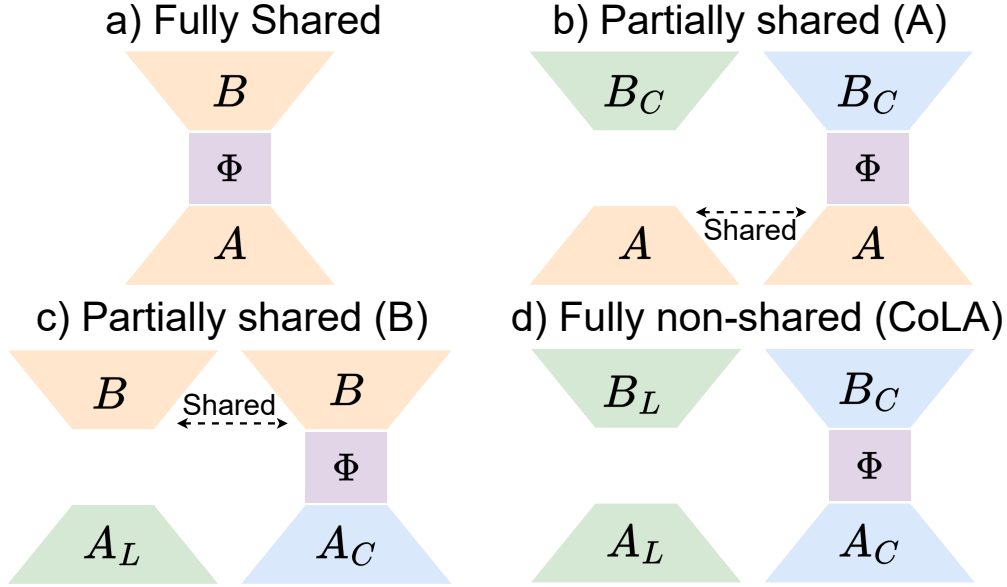 a) Fully Shared
B
Φ
A
b) Partially shared (A)
B_C B_C
Φ
A Shared A
c) Partially shared (B)
B Shared B
Φ
A_L A_C
d) Fully non-shared (CoLA)
B_L B_C
Φ
A_L A_C